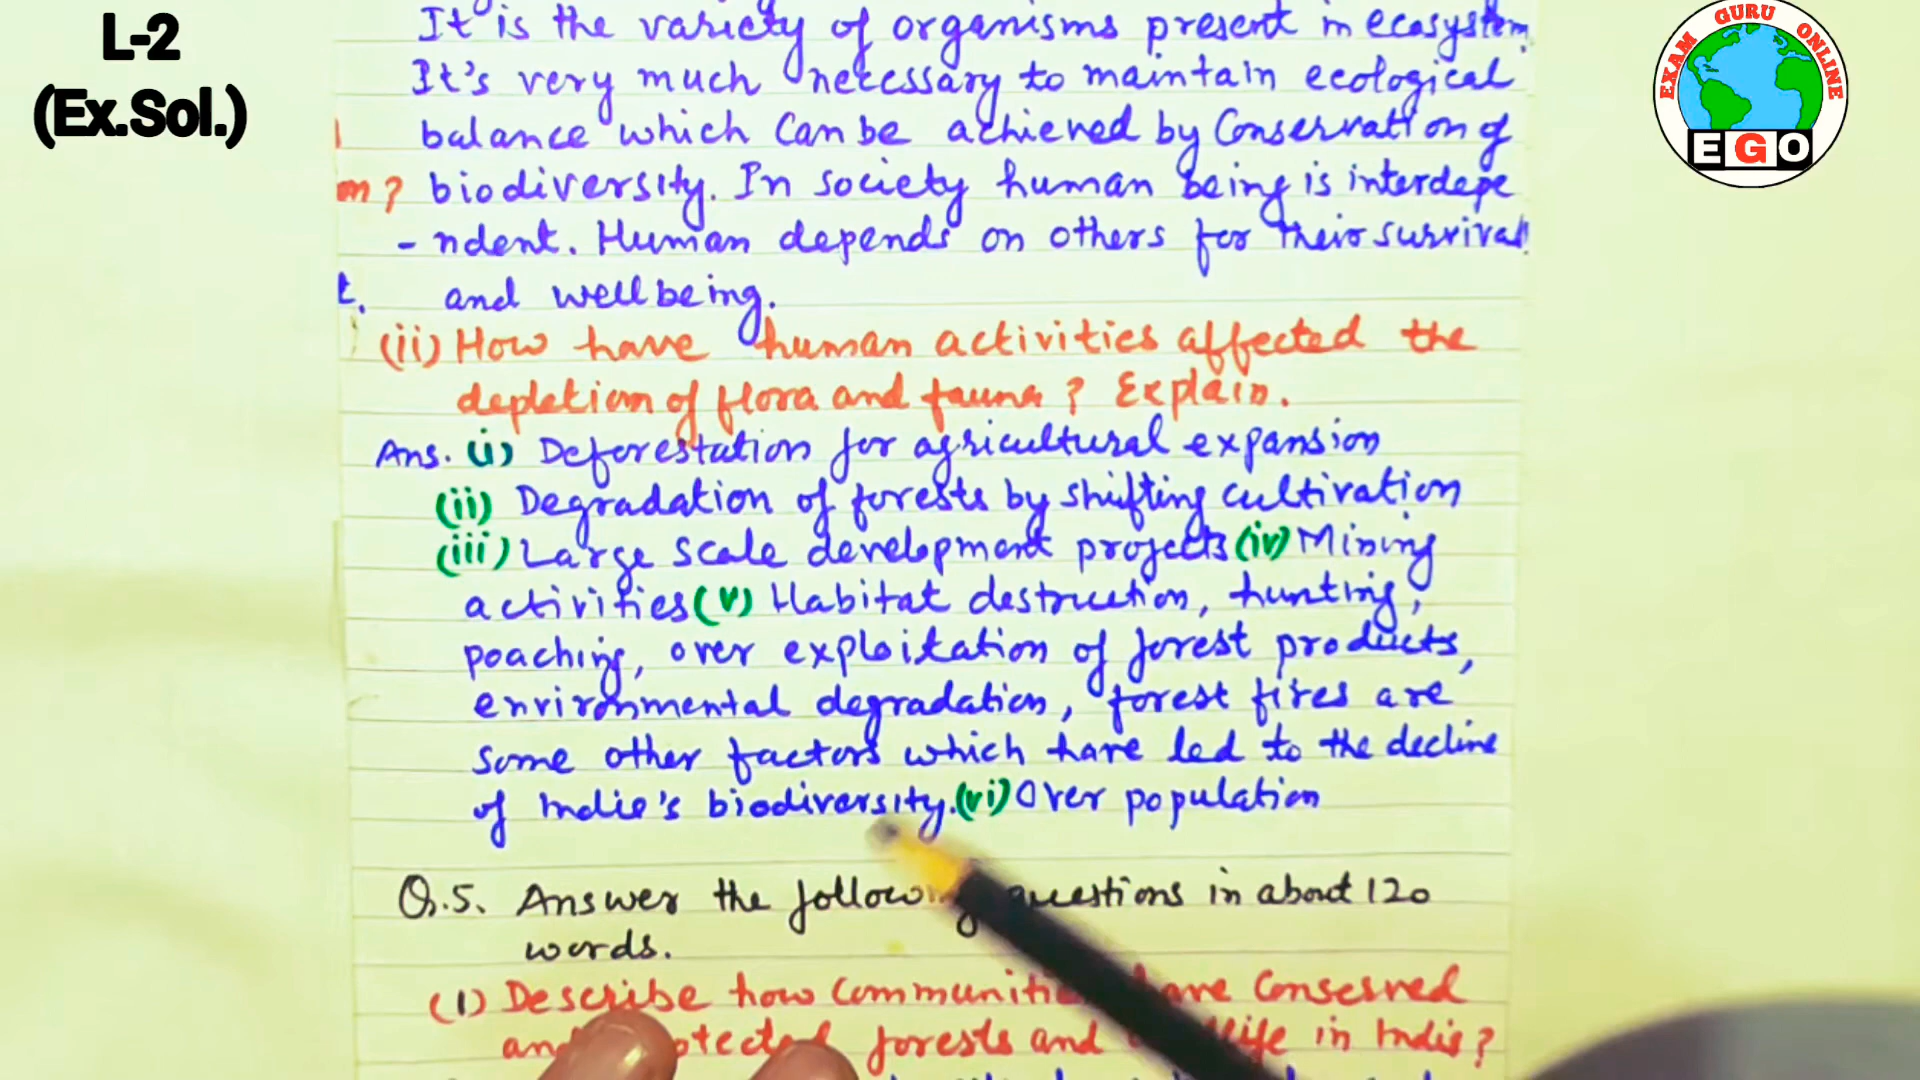 L-2
(Ex.Sol.)
EXAM GURU ONLINE
EGO
It is the variety of organisms present in ecosystem.
It's very much necessary to maintain ecological
balance which can be achieved by Conservation of
m? biodiversity. In society human being is interdepe
- ndent. Human depends on others for their survival
t. and wellbeing.
(ii) How have human activities affected the
depletion of flora and fauna? Explain.
Ans. (i) Deforestation for agricultural expansion
(ii) Degradation of forests by shifting cultivation
(iii) Large scale development projects (iv) Mining
activities (v) Habitat destruction, hunting,
poaching, over exploitation of forest products,
environmental degradation, forest fires are
some other factors which have led to the decline
of India's biodiversity. (vi) Over population
Q.5. Answer the following questions in about 120
words.
(1) Describe how communities have conserved
and protected forests and wildlife in India?